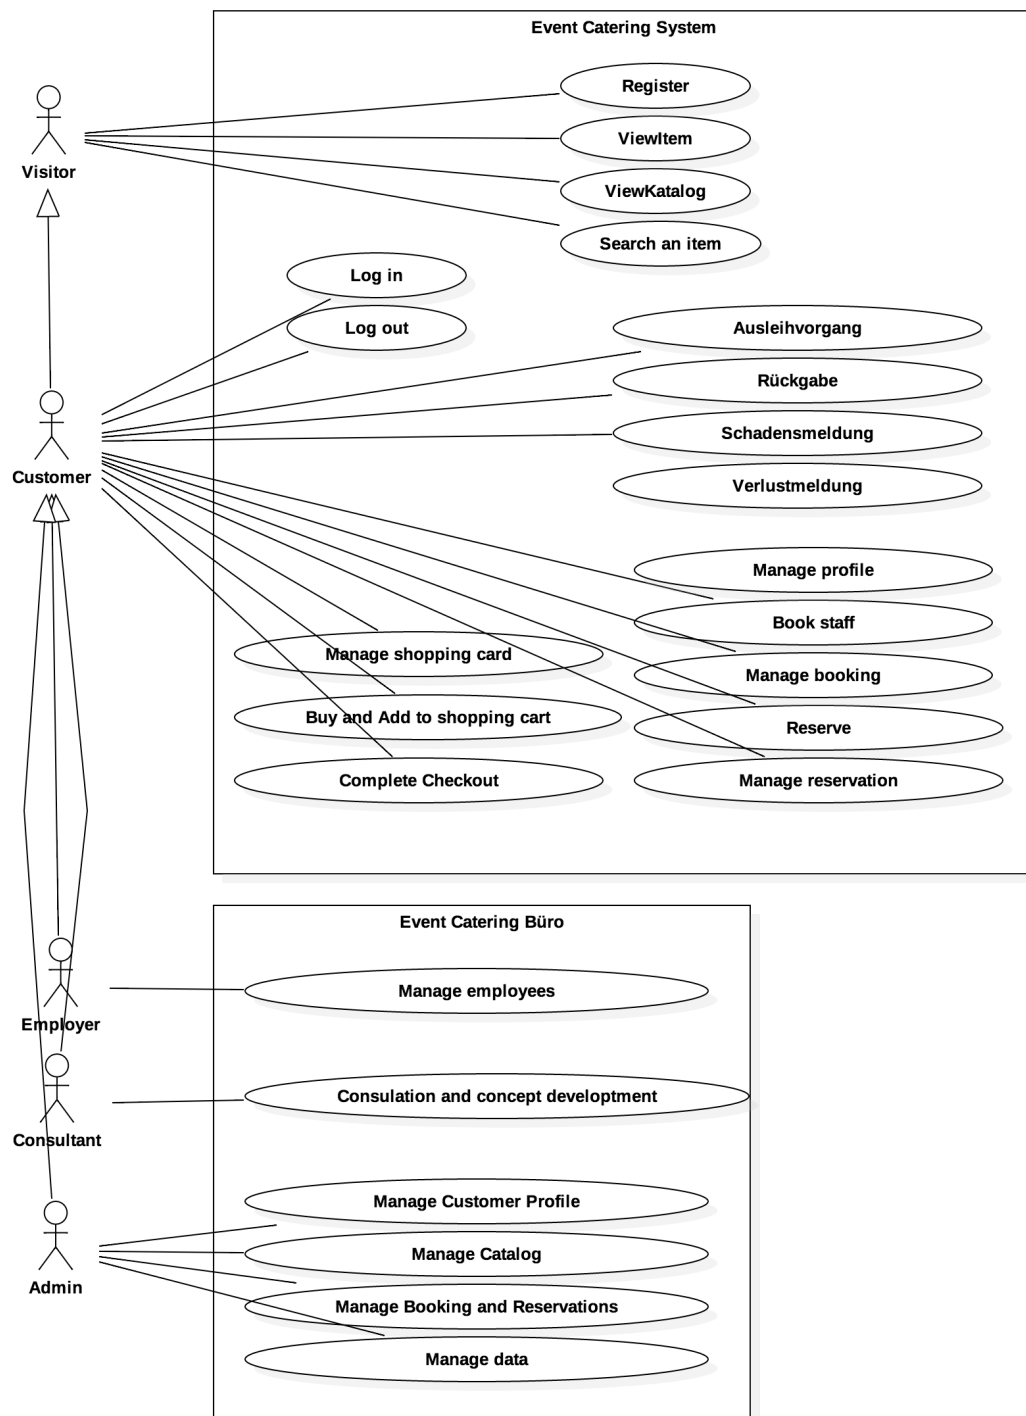 Event Catering System
Register
ViewItem
Visitor
ViewKatalog
Search an item
Log in
Log out
Ausleihvorgang
Rückgabe
Schadensmeldung
Customer
Verlustmeldung
Manage profile
Book staff
Manage shopping card
Manage booking
Buy and Add to shopping cart
Reserve
Complete Checkout
Manage reservation
Event Catering Büro
Manage employees
Employer
Consulation and concept developtment
Consultant
Manage Customer Profile
Manage Catalog
Admin
Manage Booking and Reservations
Manage data